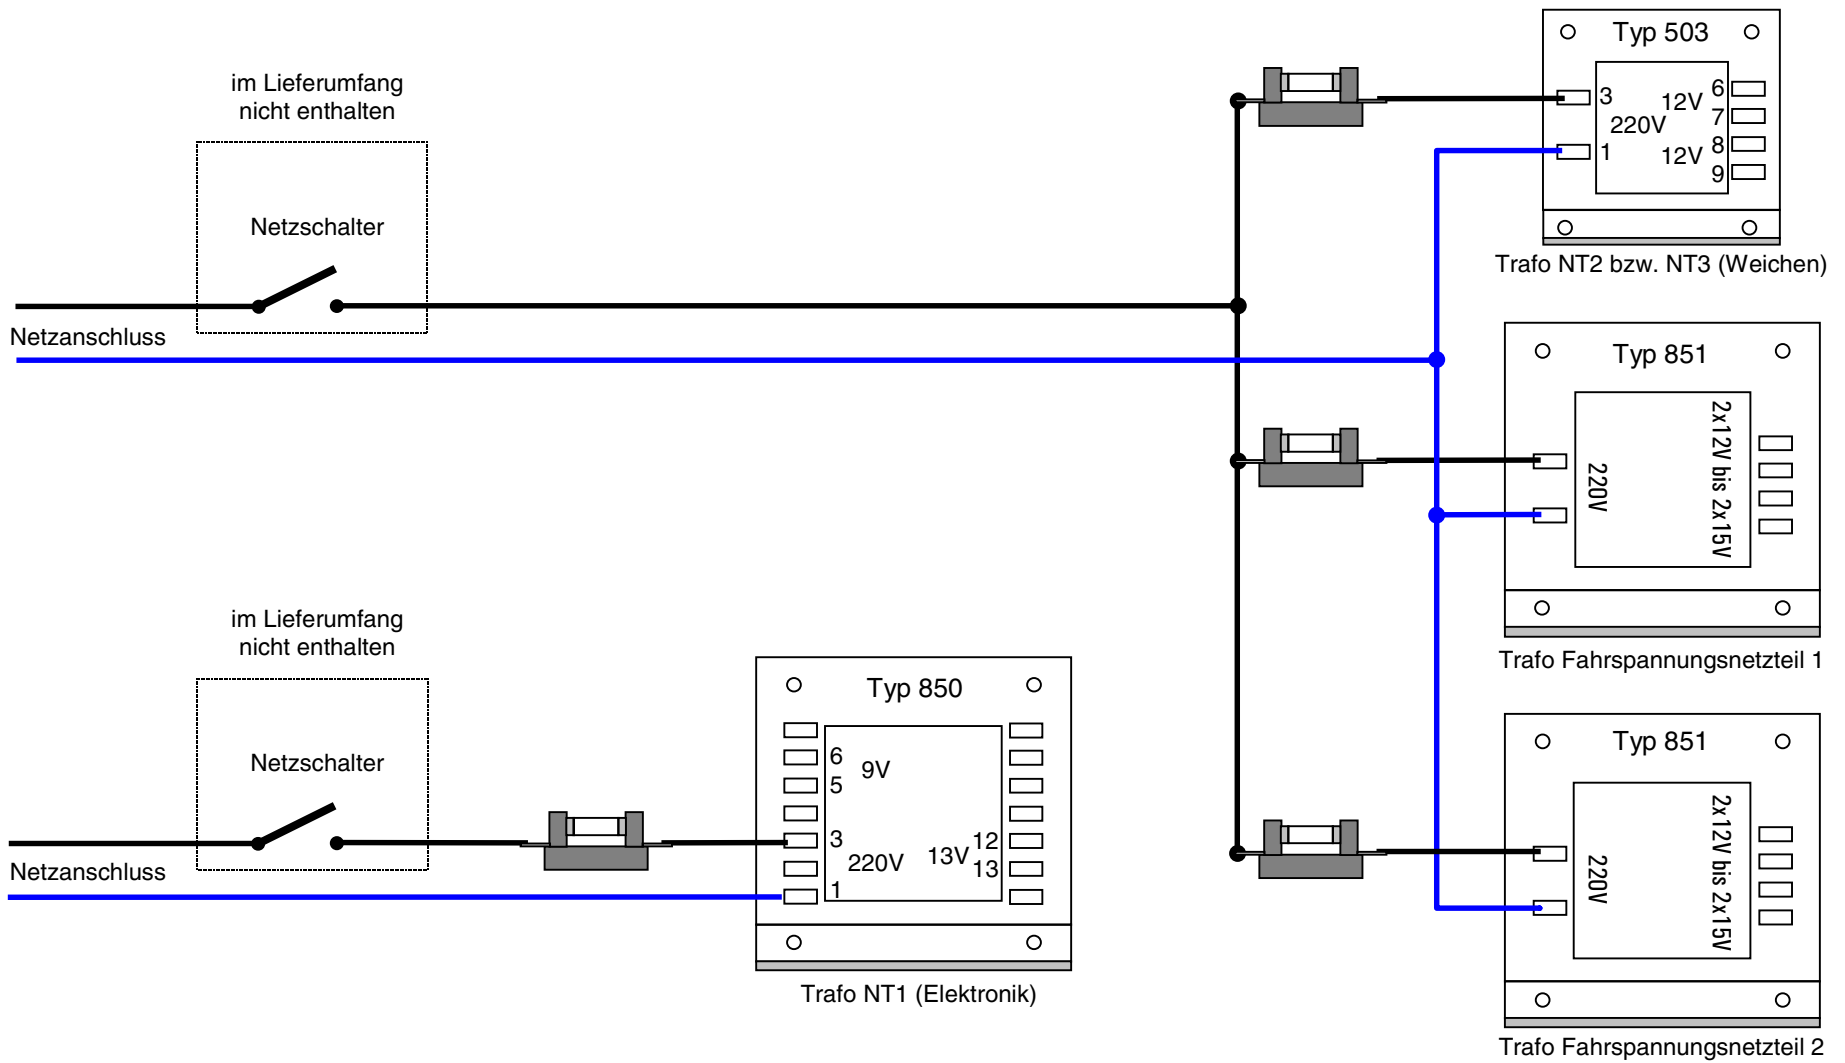 im Lieferumfang
nicht enthalten
Netzschalter
Netzanschluss
Typ 503
3
220V
1
12V
12V
6
7
8
9
Trafo NT2 bzw. NT3 (Weichen)
Typ 851
220V
2x12V bis 2x15V
Trafo Fahrspannungsnetzteil 1
im Lieferumfang
nicht enthalten
Netzschalter
Netzanschluss
Typ 850
6
9V
5
3
220V
1
13V
12
13
Trafo NT1 (Elektronik)
Typ 851
220V
2x12V bis 2x15V
Trafo Fahrspannungsnetzteil 2